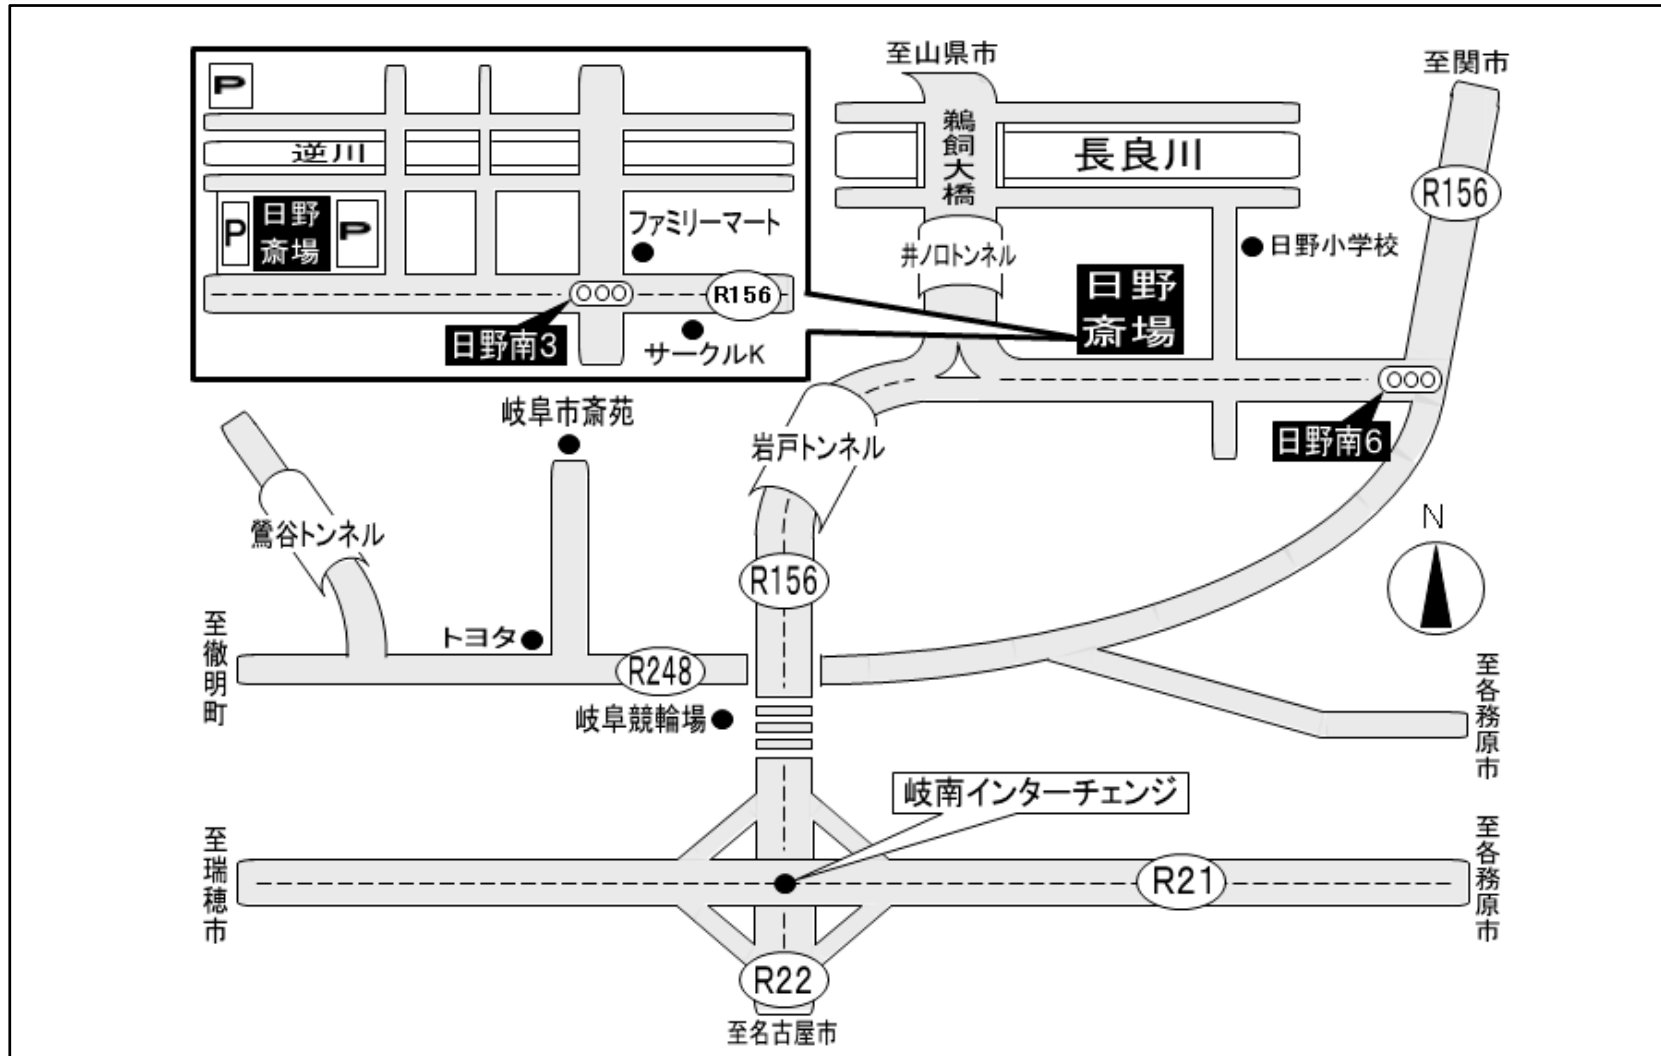 至山県市
至関市
P
鵜飼大橋
逆川
長良川
R156
P
日野
斎場
P
ファミリーマート
井ノ口トンネル
日野小学校
日野
斎場
R156
日野南3
サークルK
日野南6
岐阜市斎苑
岩戸トンネル
鶯谷トンネル
N
R156
至徹明町
トヨタ
R248
至各務原市
岐阜競輪場
岐南インターチェンジ
至瑞穂市
R21
至各務原市
R22
至名古屋市